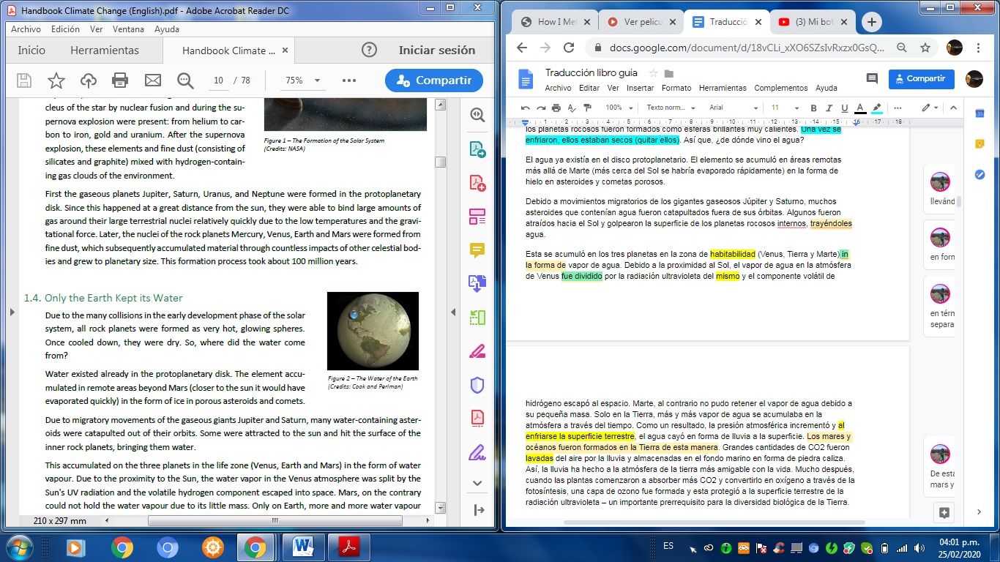 Handbook Climate Change (English).pdf - Adobe Acrobat Reader DC
Archivo Edición Ver Ventana Ayuda
Inicio Herramientas Handbook Climate ... × Iniciar sesión
10 / 78 75% Compartir
cleus of the star by nuclear fusion and during the su-
pernova explosion were present: from helium to car-
bon to iron, gold and uranium. After the supernova
explosion, these elements and fine dust (consisting of
silicates and graphite) mixed with hydrogen-contain-
ing gas clouds of the environment.
Figure 1 – The Formation of the Solar System
(Credits: NASA)
First the gaseous planets Jupiter, Saturn, Uranus, and Neptune were formed in the protoplanetary
disk. Since this happened at a great distance from the sun, they were able to bind large amounts of
gas around their large terrestrial nuclei relatively quickly due to the low temperatures and the gravi-
tational force. Later, the nuclei of the rock planets Mercury, Venus, Earth and Mars were formed from
fine dust, which subsequently accumulated material through countless impacts of other celestial bod-
ies and grew to planetary size. This formation process took about 100 million years.
1.4. Only the Earth Kept its Water
Due to the many collisions in the early development phase of the solar
system, all rock planets were formed as very hot, glowing spheres.
Once cooled down, they were dry. So, where did the water come
from?
Water existed already in the protoplanetary disk. The element accu-
mulated in remote areas beyond Mars (closer to the sun it would have
evaporated quickly) in the form of ice in porous asteroids and comets.
Figure 2 – The Water of the Earth
(Credits: Cook and Perlman)
Due to migratory movements of the gaseous giants Jupiter and Saturn, many water-containing aster-
oids were catapulted out of their orbits. Some were attracted to the sun and hit the surface of the
inner rock planets, bringing them water.
This accumulated on the three planets in the life zone (Venus, Earth and Mars) in the form of water
vapour. Due to the proximity to the Sun, the water vapor in the Venus atmosphere was split by the
Sun's UV radiation and the volatile hydrogen component escaped into space. Mars, on the contrary
could not hold the water vapour due to its little mass. Only on Earth, more and more water vapour
210 x 297 mm
How I Met Ver pelicu Traducció (3) Mi bot
docs.google.com/document/d/18vCLi_xXO6SZsIvRxzx0GsQ...
Traducción libro guía
Archivo Editar Ver Insertar Formato Herramientas Complementos Ayuda
Compartir
100% Texto norm... Arial 11 B I U A
1 2 3 4 5 6 7 8 9 10 11 12 13 14 15 16 17 18
los planetas rocosos fueron formados como esferas brillantes muy calientes. Una vez se
enfriaron, ellos estaban secos (quitar ellos). Así que, ¿de dónde vino el agua?
El agua ya existía en el disco protoplanetario. El elemento se acumuló en áreas remotas
más allá de Marte (más cerca del Sol se habría evaporado rápidamente) en la forma de
hielo en asteroides y cometas porosos.
Debido a movimientos migratorios de los gigantes gaseosos Júpiter y Saturno, muchos
asteroides que contenían agua fueron catapultados fuera de sus órbitas. Algunos fueron
atraídos hacia el Sol y golpearon la superficie de los planetas rocosos internos, trayéndoles
agua.
Esta se acumuló en los tres planetas en la zona de habitabilidad (Venus, Tierra y Marte) in
la forma de vapor de agua. Debido a la proximidad al Sol, el vapor de agua en la atmósfera
de Venus fue dividido por la radiación ultravioleta del mismo y el componente volátil de
hidrógeno escapó al espacio. Marte, al contrario no pudo retener el vapor de agua debido a
su pequeña masa. Solo en la Tierra, más y más vapor de agua se acumulaba en la
atmósfera a través del tiempo. Como un resultado, la presión atmosférica incrementó y al
enfriarse la superficie terrestre, el agua cayó en forma de lluvia a la superficie. Los mares y
océanos fueron formados en la Tierra de esta manera. Grandes cantidades de CO2 fueron
lavadas del aire por la lluvia y almacenadas en el fondo marino en forma de piedra caliza.
Así, la lluvia ha hecho a la atmósfera de la tierra más amigable con la vida. Mucho después,
cuando las plantas comenzaron a absorber más CO2 y convertirlo en oxígeno a través de la
fotosíntesis, una capa de ozono fue formada y esta protegió a la superficie terrestre de la
radiación ultravioleta – un importante prerrequisito para la diversidad biológica de la Tierra.
llevánd
en forn
en térn
separa
De esta
mars y
ES
04:01 p.m.
25/02/2020